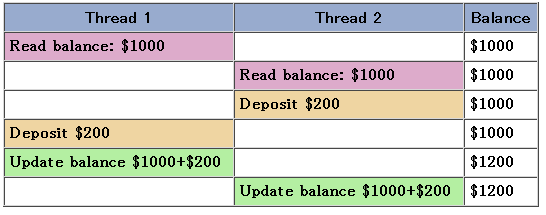 Thread 1 Thread 2 Balance
Read balance: $1000 $1000
Read balance: $1000 $1000
Deposit $200 $1000
Deposit $200 $1000
Update balance $1000+$200 $1200
Update balance $1000+$200 $1200